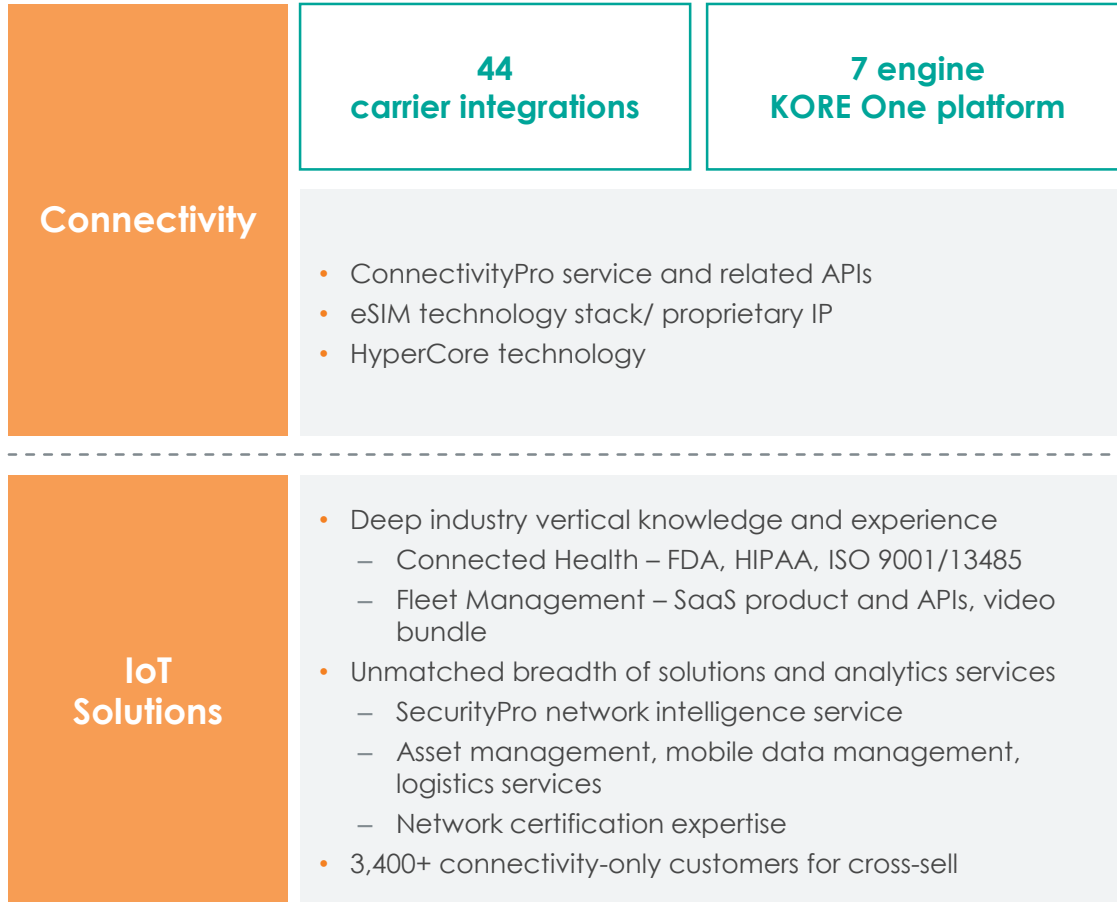 44
carrier integrations
7 engine
KORE One platform
Connectivity
• ConnectivityPro service and related APIs
• eSIM technology stack/ proprietary IP
• HyperCore technology
IoT
Solutions
• Deep industry vertical knowledge and experience
– Connected Health – FDA, HIPAA, ISO 9001/13485
– Fleet Management – SaaS product and APIs, video
bundle
• Unmatched breadth of solutions and analytics services
– SecurityPro network intelligence service
– Asset management, mobile data management,
logistics services
– Network certification expertise
• 3,400+ connectivity-only customers for cross-sell